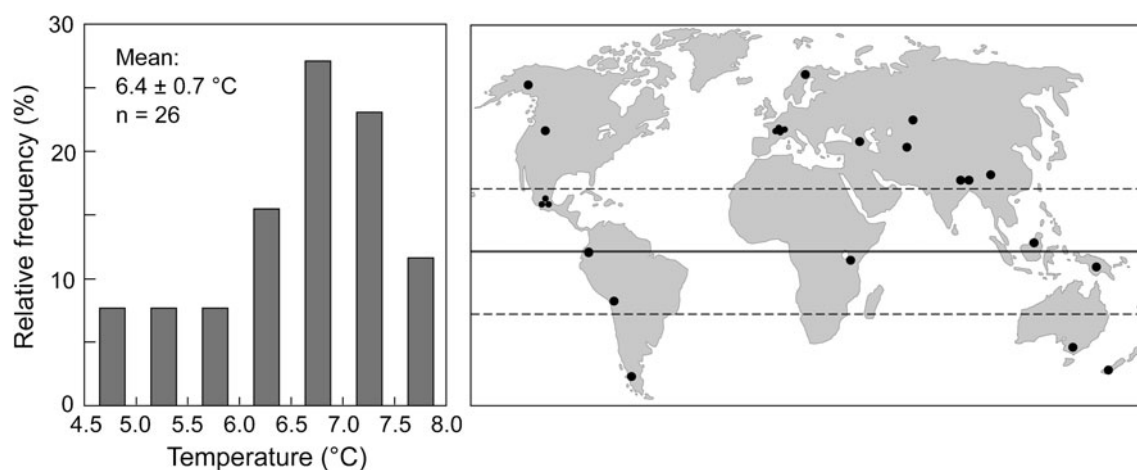 30
20
10
0
Relative frequency (%)
Mean:
6.4 ± 0.7 °C
n = 26
4.5 5.0 5.5 6.0 6.5 7.0 7.5 8.0
Temperature (°C)